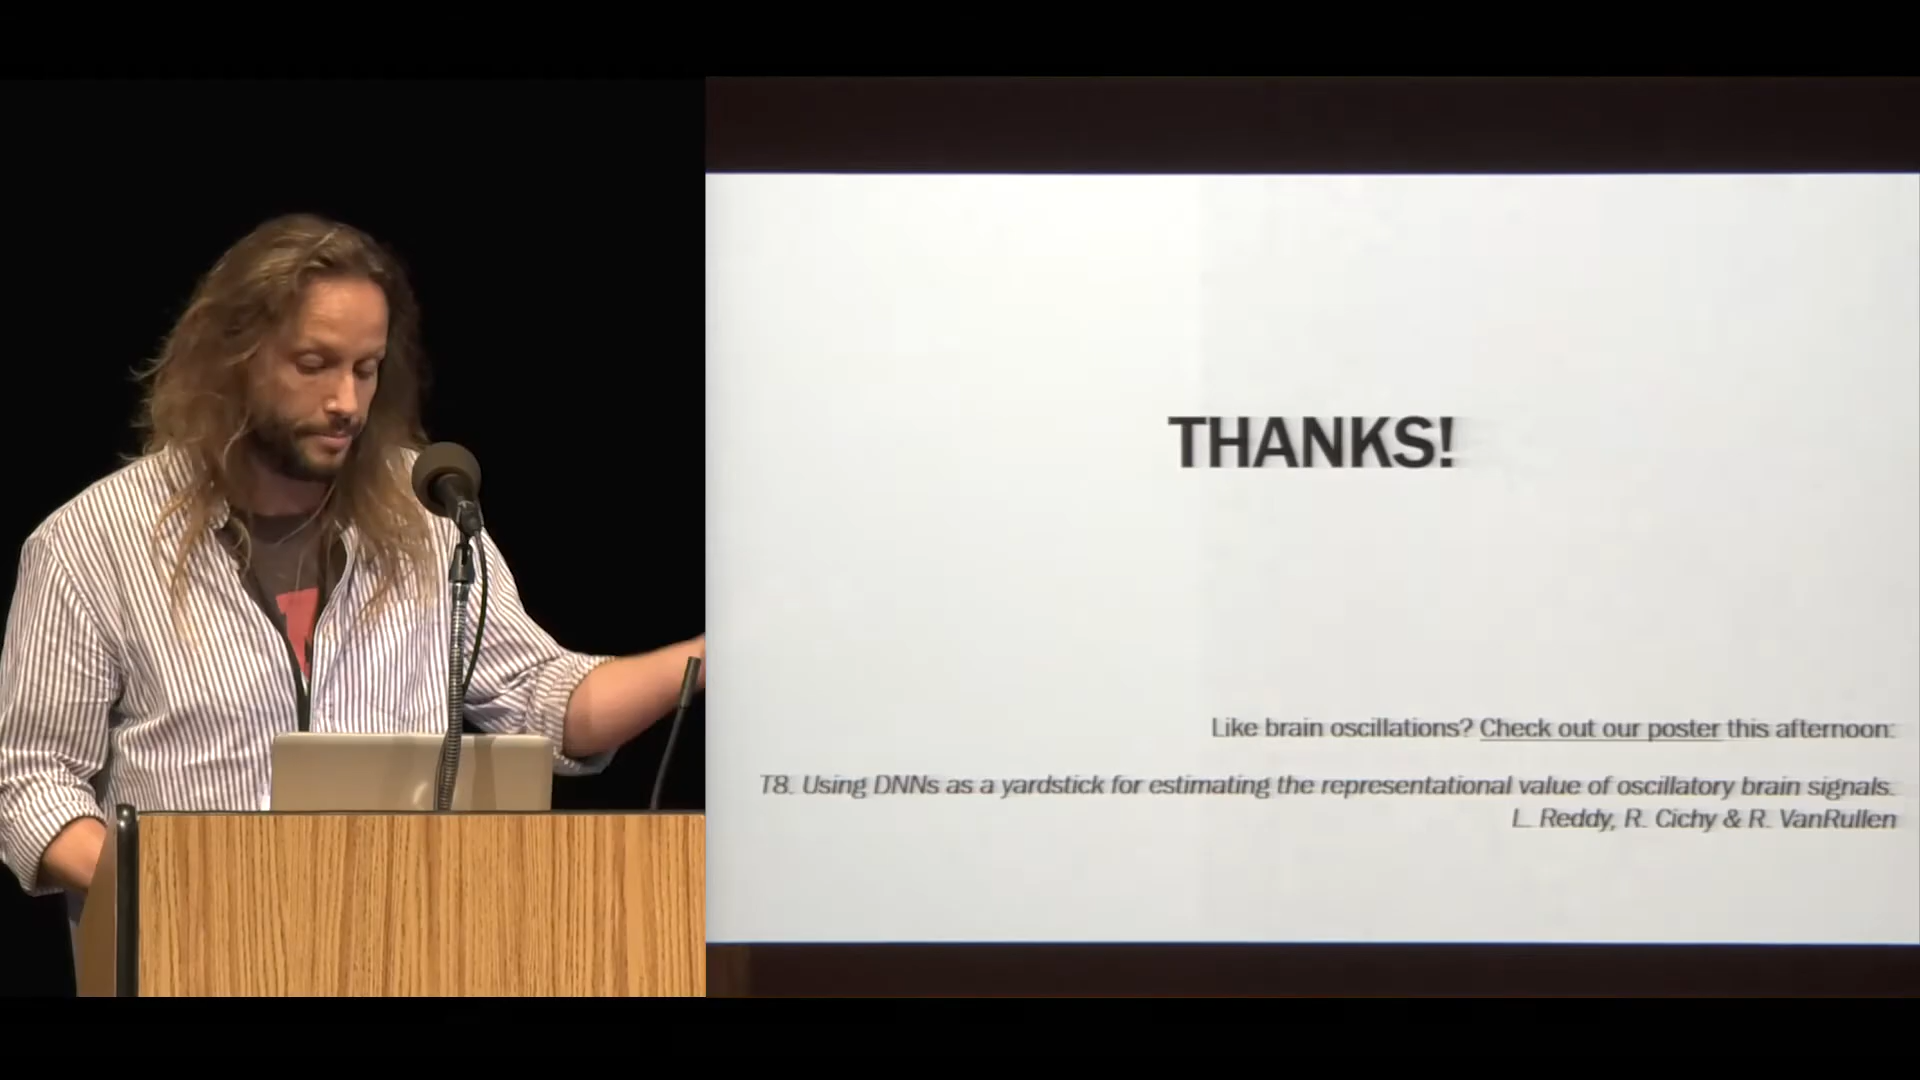 THANKS!
Like brain oscillations? Check out our poster this afternoon:
T8. Using DNNs as a yardstick for estimating the representational value of oscillatory brain signals.
L. Reddy, R. Cichy & R. VanRullen